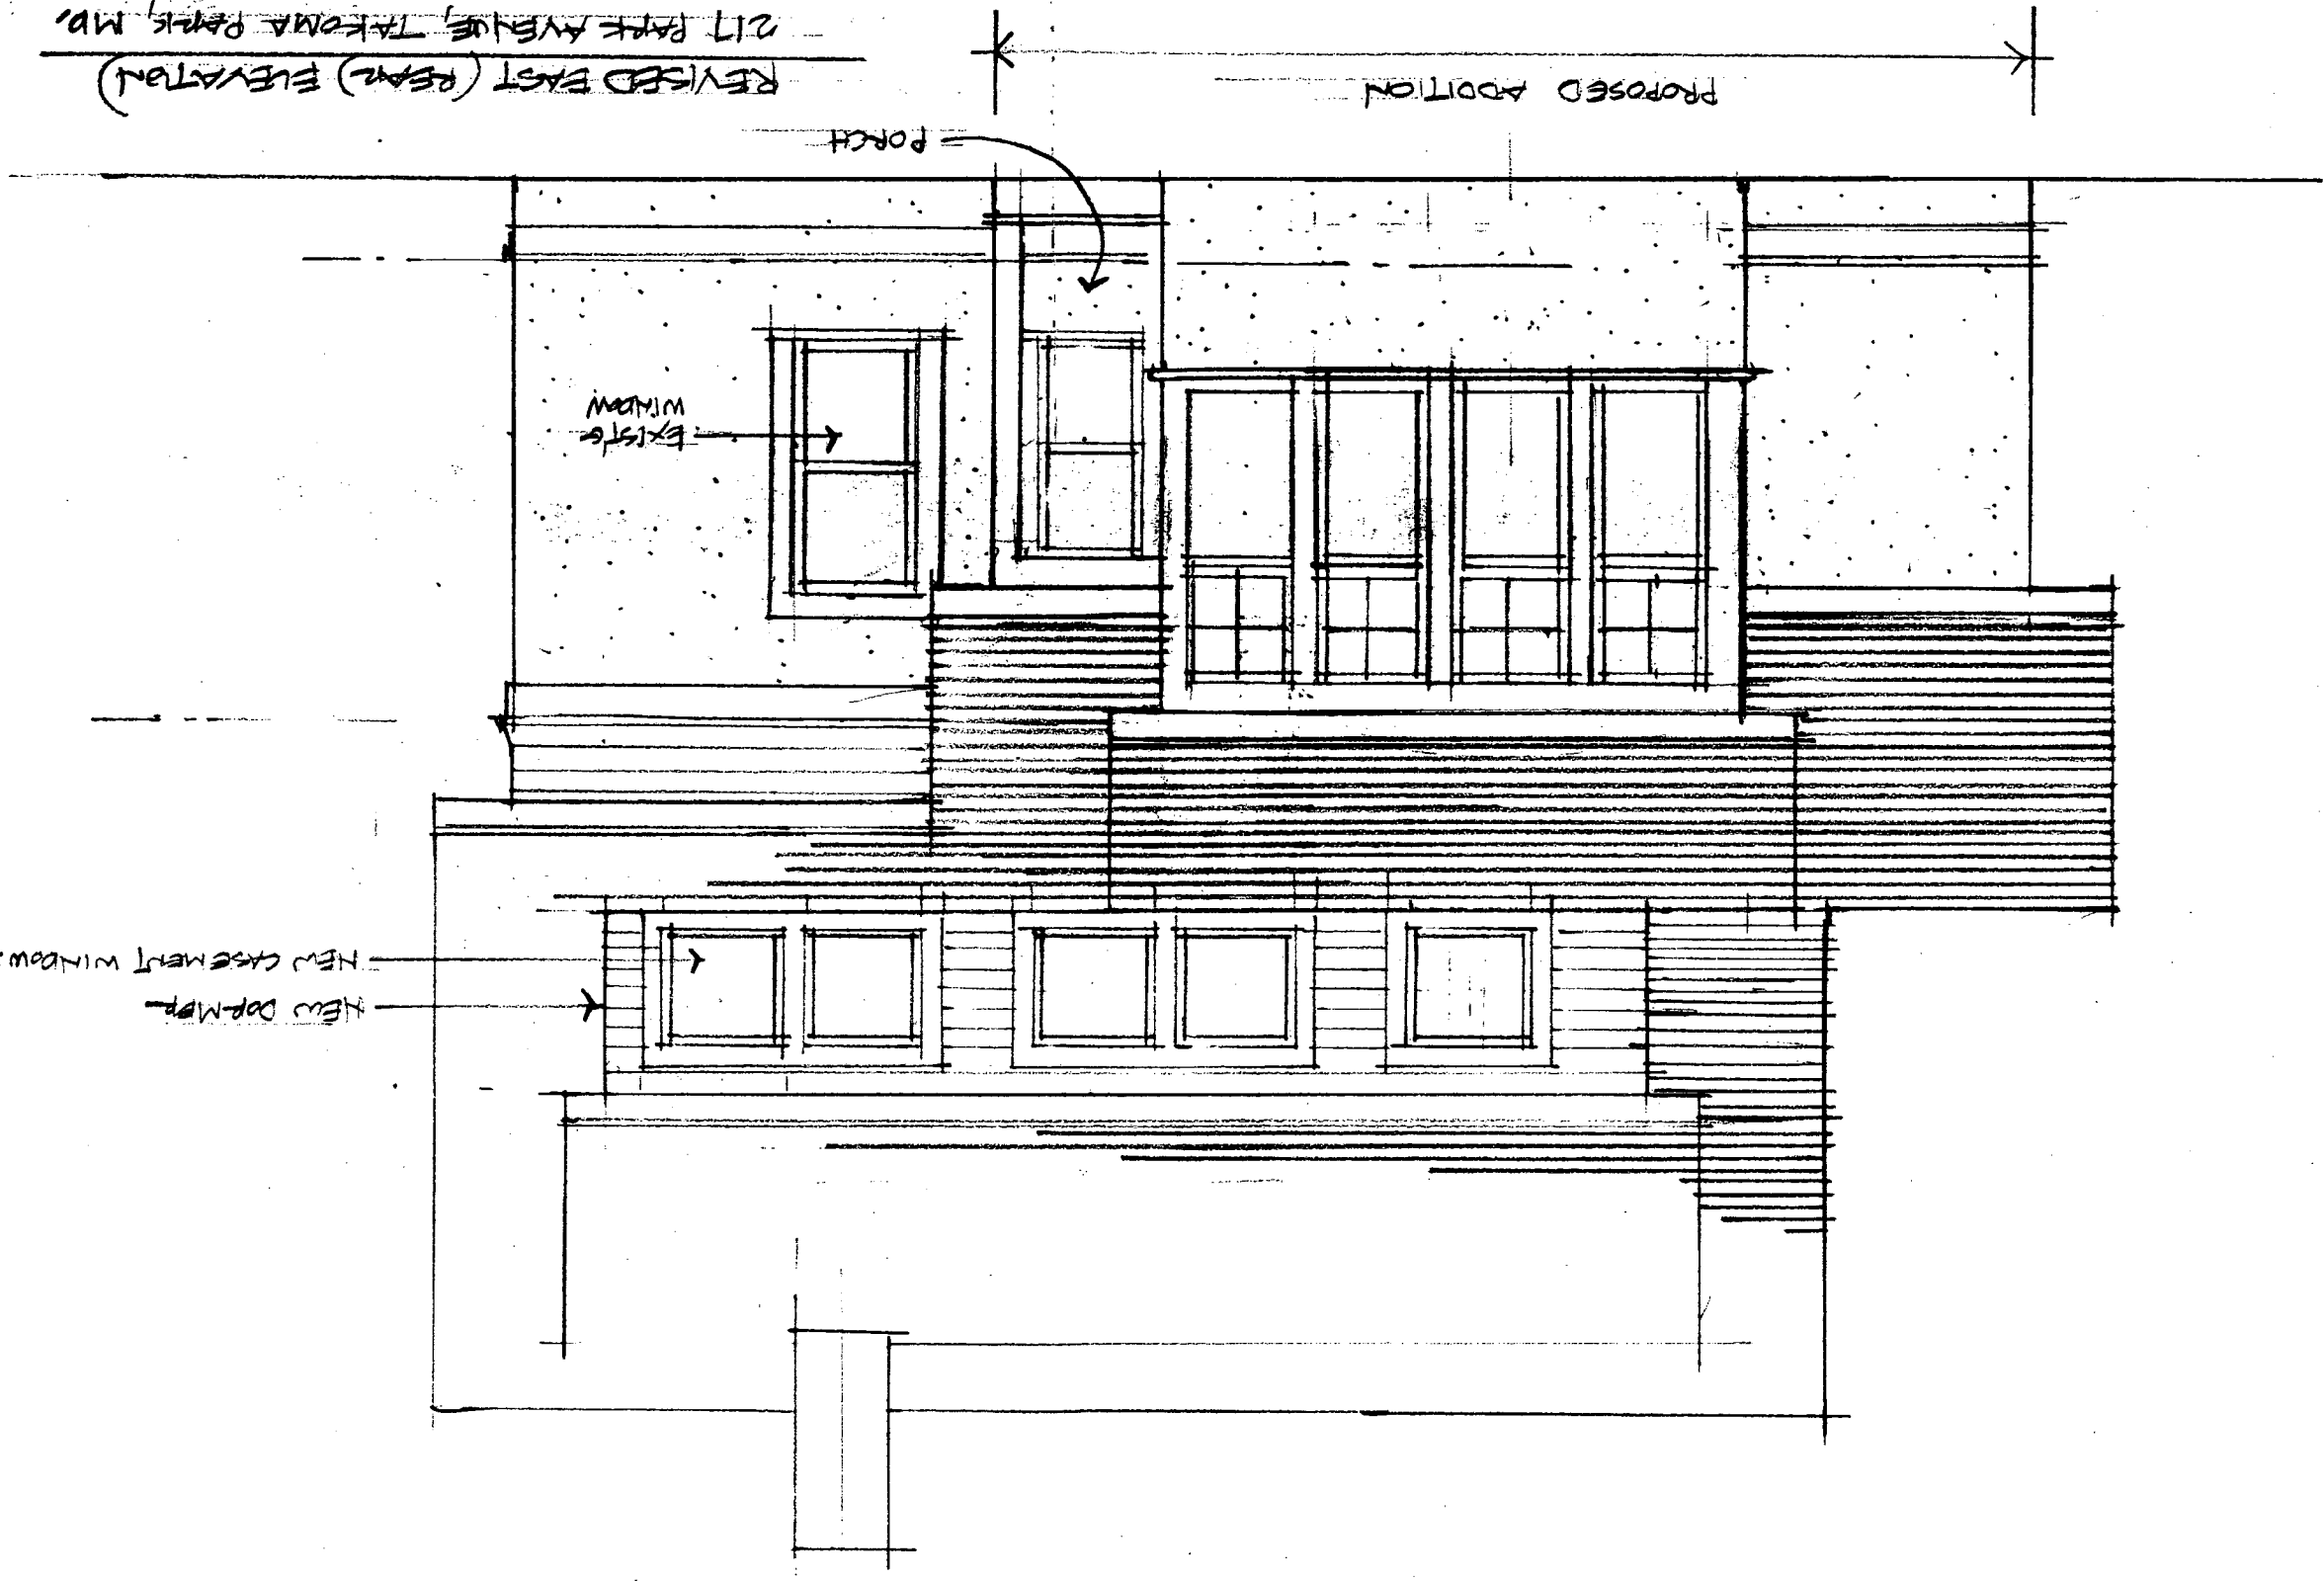 NEW DORMER
NEW CASEMENT WINDOW
EXIST'G
WINDOW
PORCH
PROPOSED ADDITION
REVISED EAST (REAR) ELEVATION
217 PARK AVENUE, TAKOMA PARK, MD.